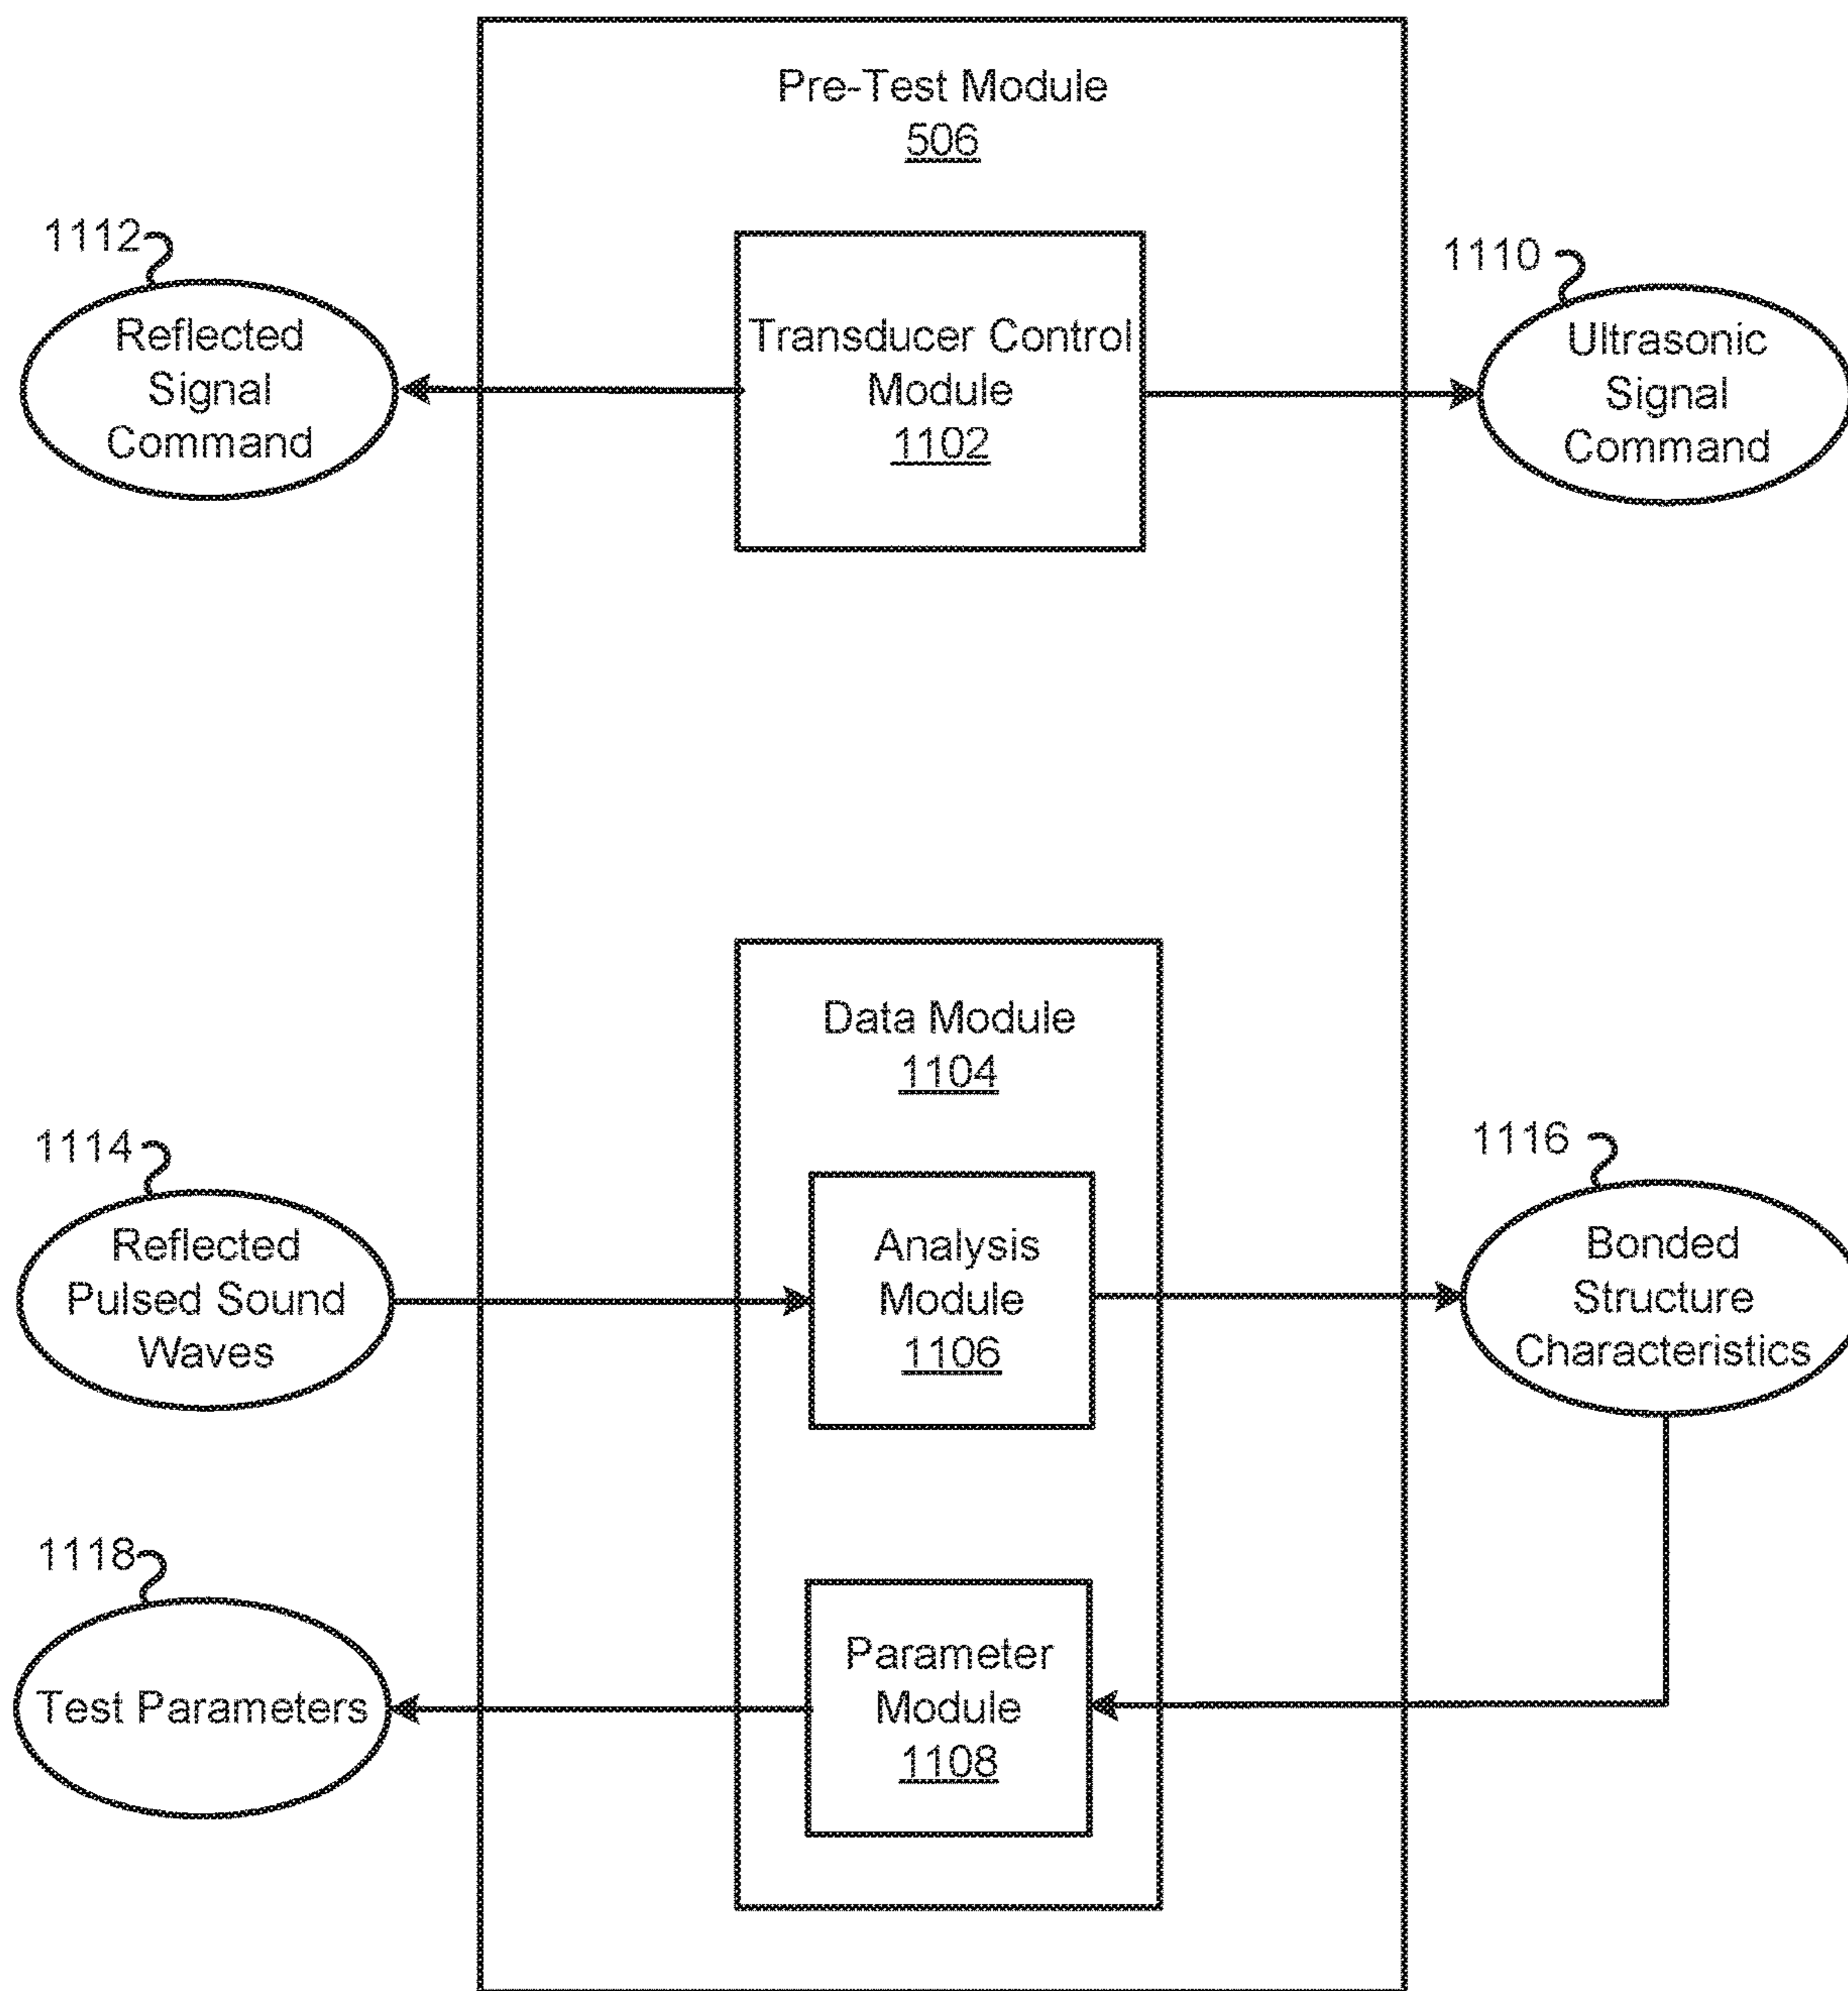 Pre-Test Module
506
1112
Reflected
Signal
Command
Transducer Control
Module
1102
1110
Ultrasonic
Signal
Command
Data Module
1104
1114
Reflected
Pulsed Sound
Waves
Analysis
Module
1106
1116
Bonded
Structure
Characteristics
1118
Test Parameters
Parameter
Module
1108